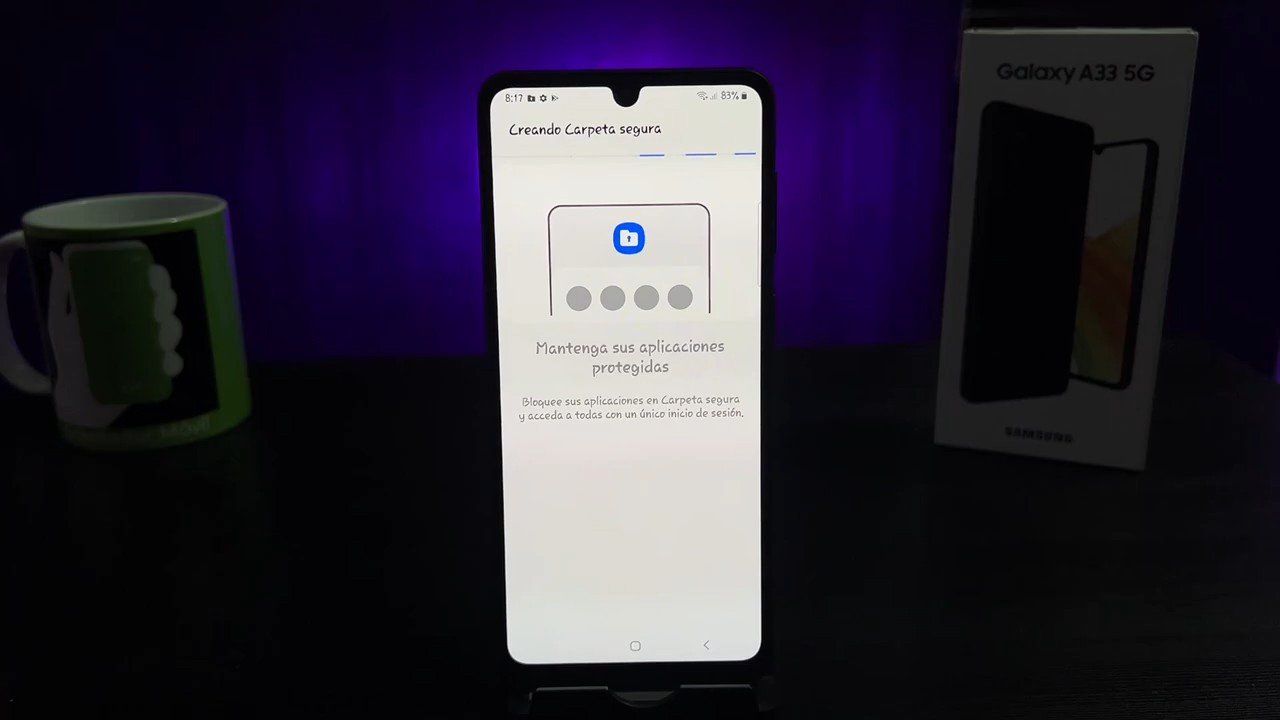 8:17
83%
Creando Carpeta segura
Mantenga sus aplicaciones
protegidas
Bloquee sus aplicaciones en Carpeta segura
y acceda a todas con un único inicio de sesión.
Galaxy A33 5G
SAMSUNG